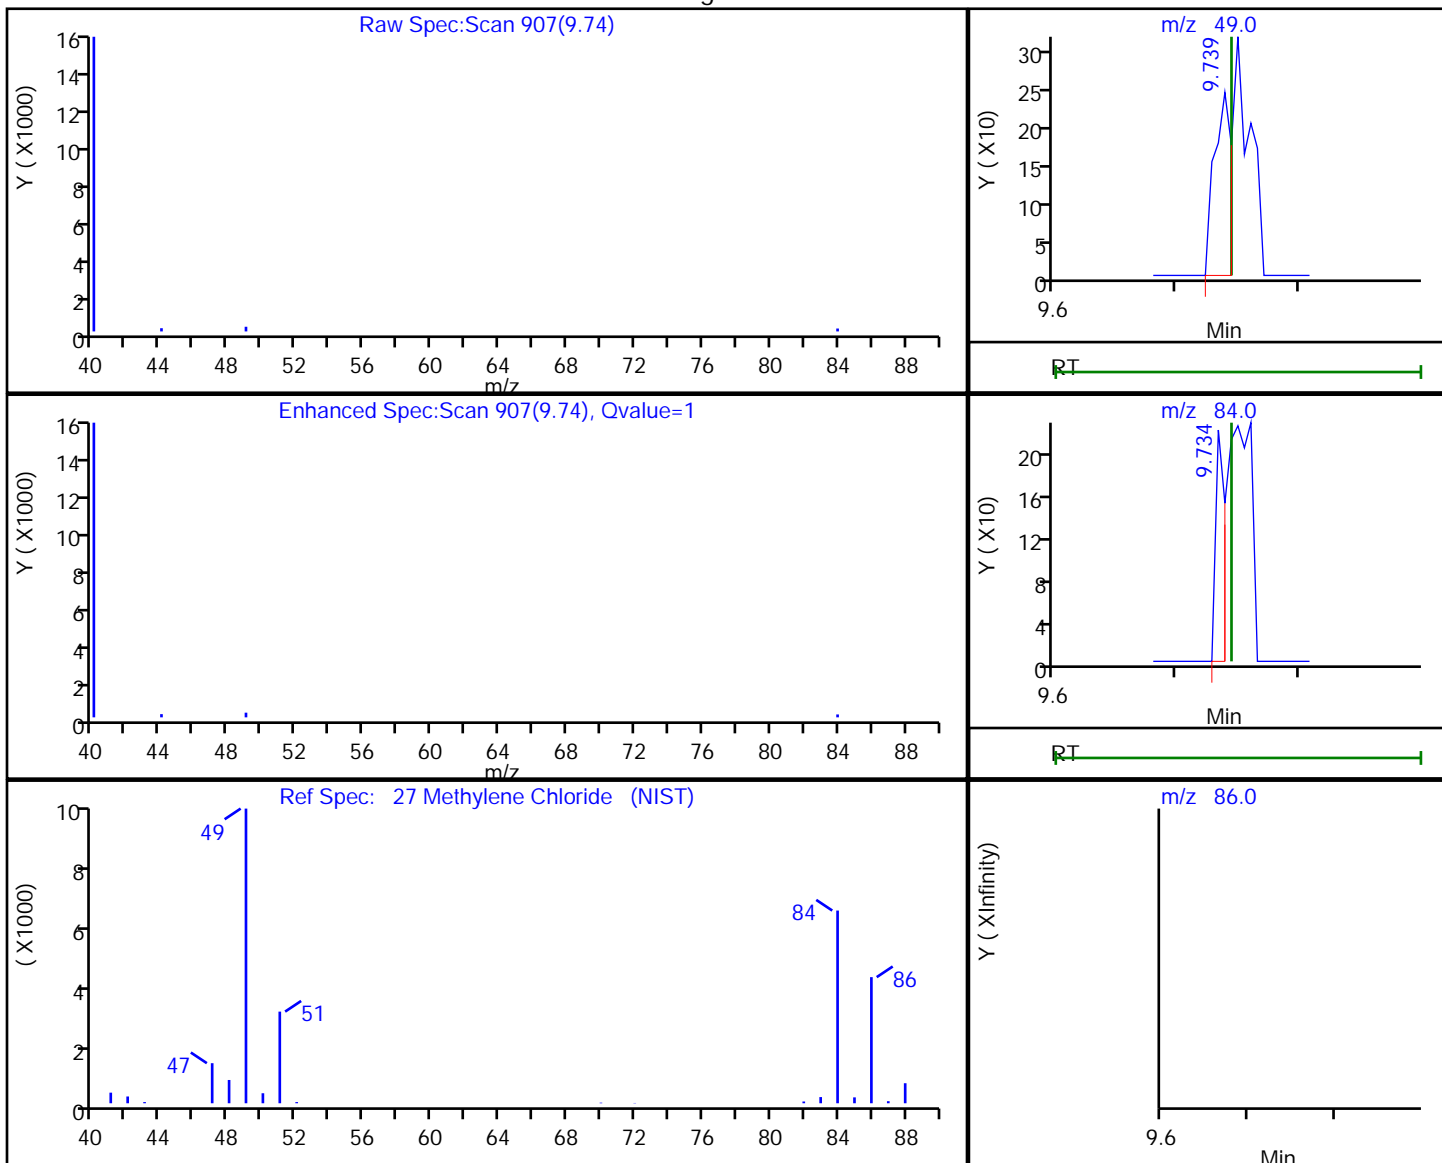 Raw Spec:Scan 907(9.74)
Y ( X1000)
16
14
12
10
8
6
4
2
0
40 44 48 52 56 60 64 68 72 76 80 84 88
m/z
m/z 49.0
Y ( X10)
30
25
20
15
10
5
0
9.739
9.6
Min
RT
Enhanced Spec:Scan 907(9.74), Qvalue=1
Y ( X1000)
16
14
12
10
8
6
4
2
0
40 44 48 52 56 60 64 68 72 76 80 84 88
m/z
m/z 84.0
Y ( X10)
20
16
12
8
4
0
9.734
9.6
Min
RT
Ref Spec: 27 Methylene Chloride (NIST)
( X1000)
10
8
6
4
2
0
49
84
86
51
47
40 44 48 52 56 60 64 68 72 76 80 84 88
m/z 86.0
Y ( XInfinity)
9.6
Min